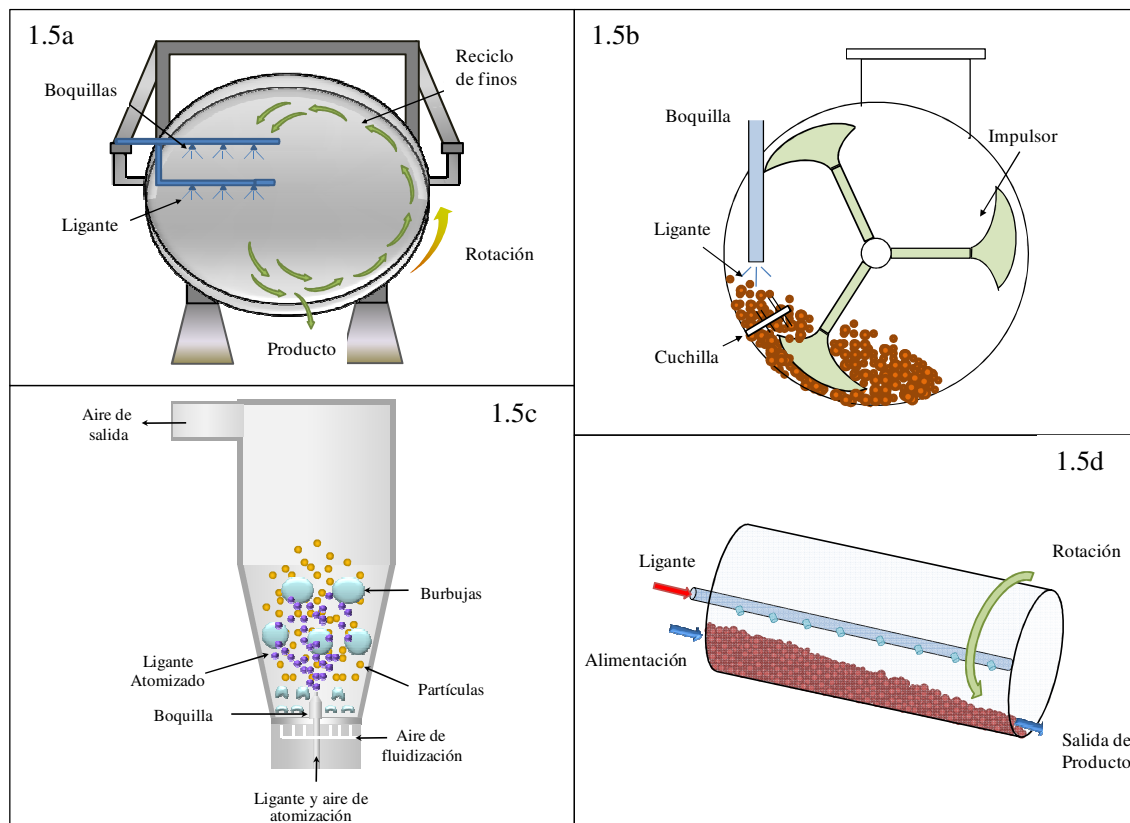 1.5a
Reciclo
de finos
Boquillas
Ligante
Rotación
Producto
1.5b
Boquilla
Impulsor
Ligante
Cuchilla
1.5c
Aire de
salida
Burbujas
Ligante
Atomizado
Partículas
Boquilla
Aire de
fluidización
Ligante y aire de
atomización
1.5d
Ligante
Rotación
Alimentación
Salida de
Producto